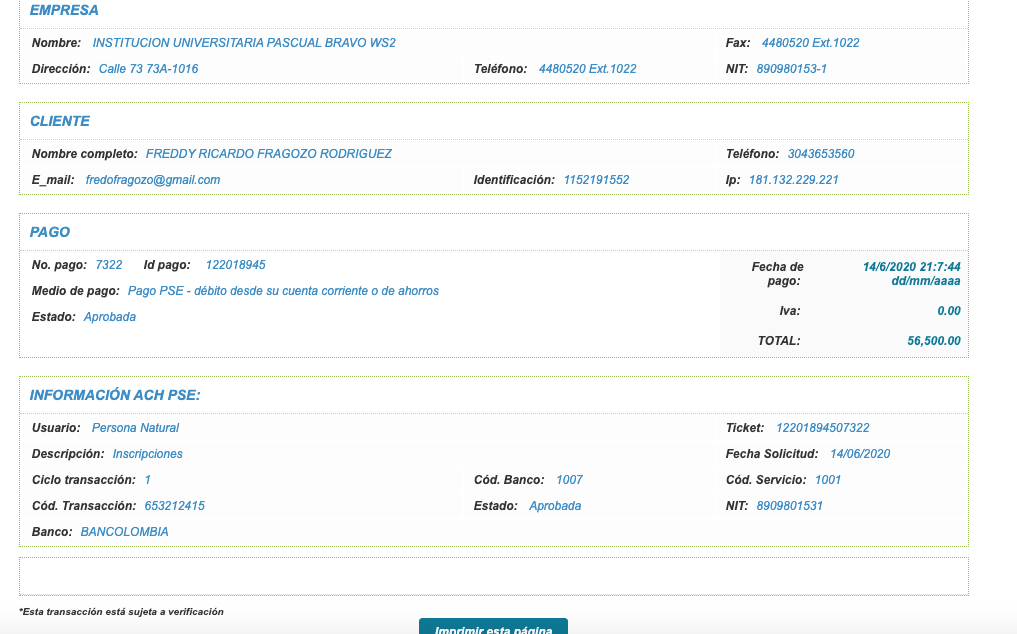 EMPRESA
Nombre: INSTITUCION UNIVERSITARIA PASCUAL BRAVO WS2 Fax: 4480520 Ext.1022
Dirección: Calle 73 73A-1016 Teléfono: 4480520 Ext.1022 NIT: 890980153-1
CLIENTE
Nombre completo: FREDDY RICARDO FRAGOZO RODRIGUEZ Teléfono: 3043653560
E_mail: fredofragozo@gmail.com Identificación: 1152191552 Ip: 181.132.229.221
PAGO
No. pago: 7322 Id pago: 122018945
Medio de pago: Pago PSE - débito desde su cuenta corriente o de ahorros
Estado: Aprobada
Fecha de pago: 14/6/2020 21:7:44 dd/mm/aaaa
Iva: 0.00
TOTAL: 56,500.00
INFORMACIÓN ACH PSE:
Usuario: Persona Natural Ticket: 12201894507322
Descripción: Inscripciones Fecha Solicitud: 14/06/2020
Ciclo transacción: 1 Cód. Banco: 1007 Cód. Servicio: 1001
Cód. Transacción: 653212415 Estado: Aprobada NIT: 8909801531
Banco: BANCOLOMBIA
*Esta transacción está sujeta a verificación
Imprimir esta página